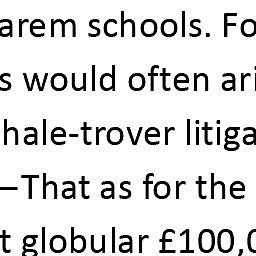 arem schools. Fo
s would often ari
hale-trover litiga
—That as for the
t globular £100,0